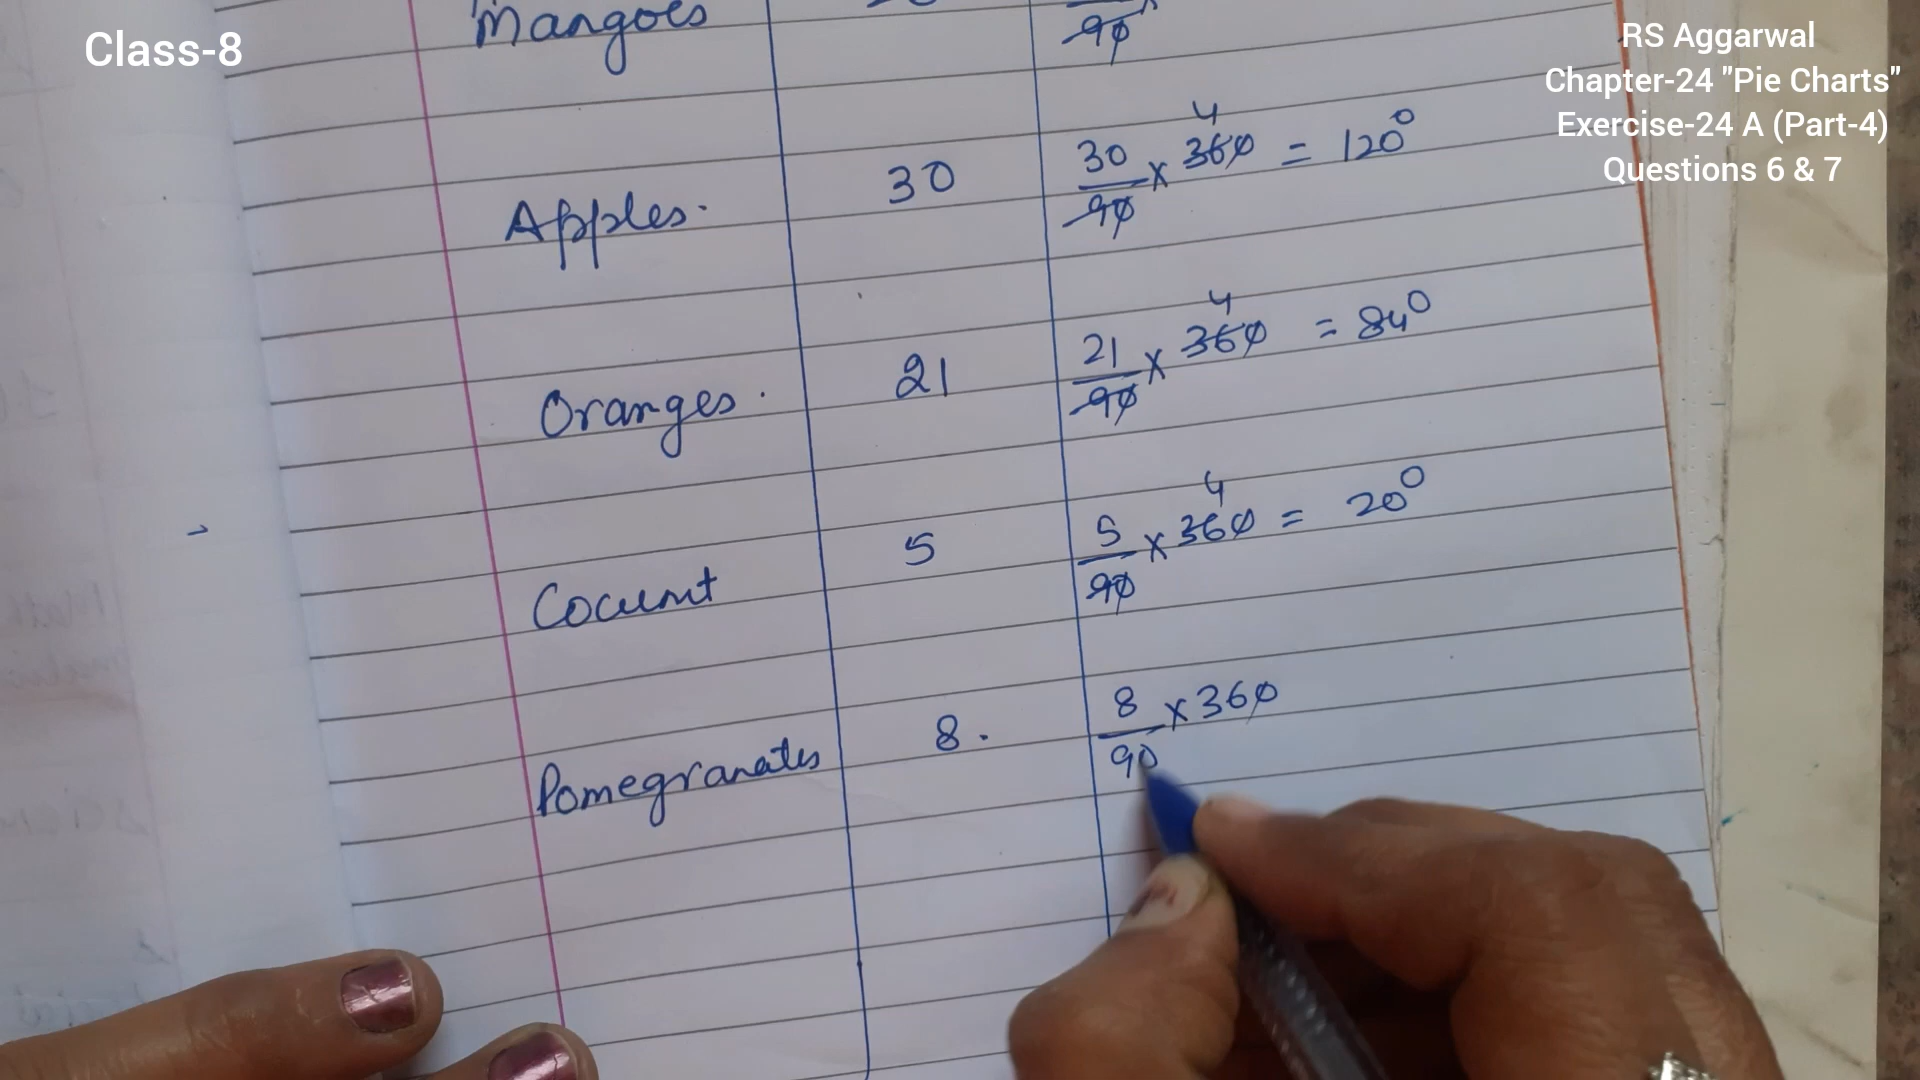 Class-8
RS Aggarwal
Chapter-24 "Pie Charts"
Exercise-24 A (Part-4)
Questions 6 & 7
Mangoes
90
Apples. 30 30/90 x 360 4 = 120°
Oranges. 21 21/90 x 360 4 = 84°
Cocunt 5 5/90 x 360 4 = 20°
Pomegranates 8. 8/90 x 360